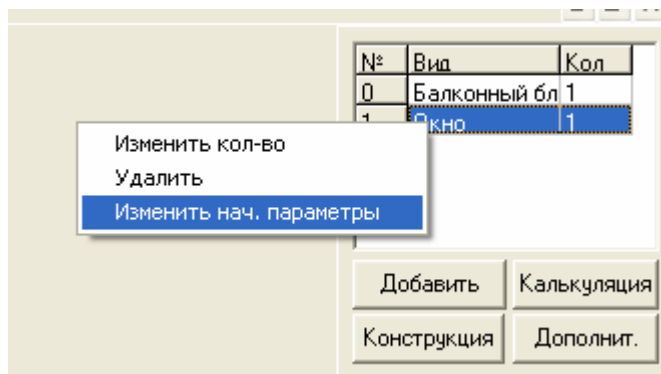 № Вид Кол
0 Балконный бл 1
1 Окно 1
Изменить кол-во
Удалить
Изменить нач. параметры
Добавить Калькуляция
Конструкция Дополнит.